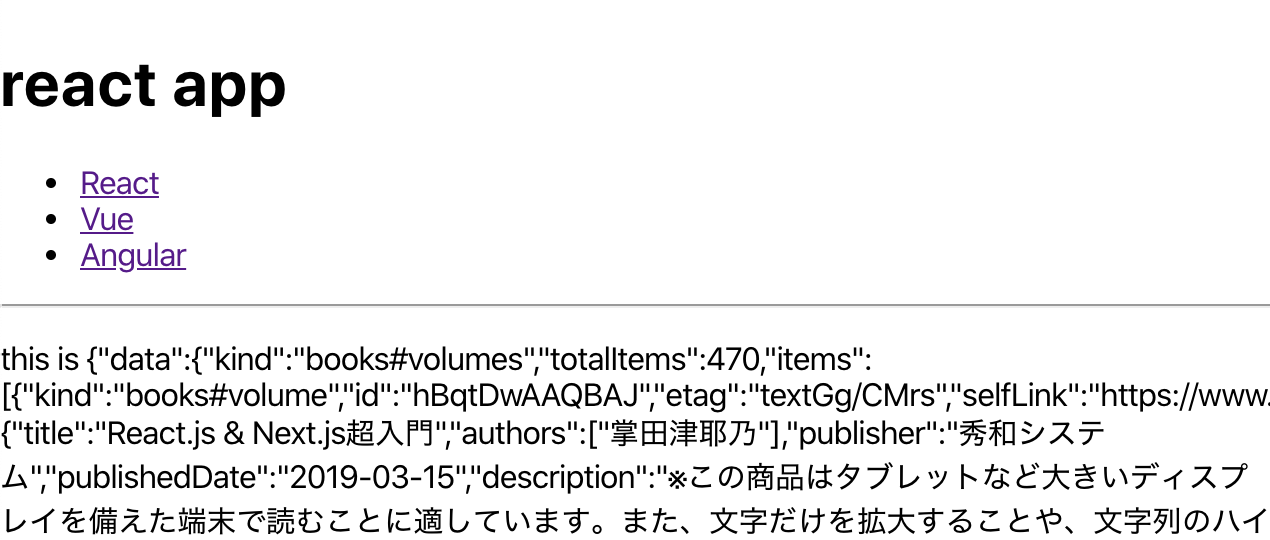 react app
React
Vue
Angular
this is {"data":{"kind":"books#volumes","totalItems":470,"items":
[{"kind":"books#volume","id":"hBqtDwAAQBAJ","etag":"textGg/CMrs","selfLink":"https://www.
{"title":"React.js & Next.js超入門","authors":["掌田津耶乃"],"publisher":"秀和システ
ム","publishedDate":"2019-03-15","description":"※この商品はタブレットなど大きいディスプ
レイを備えた端末で読むことに適しています。また、文字だけを拡大することや、文字列のハイ